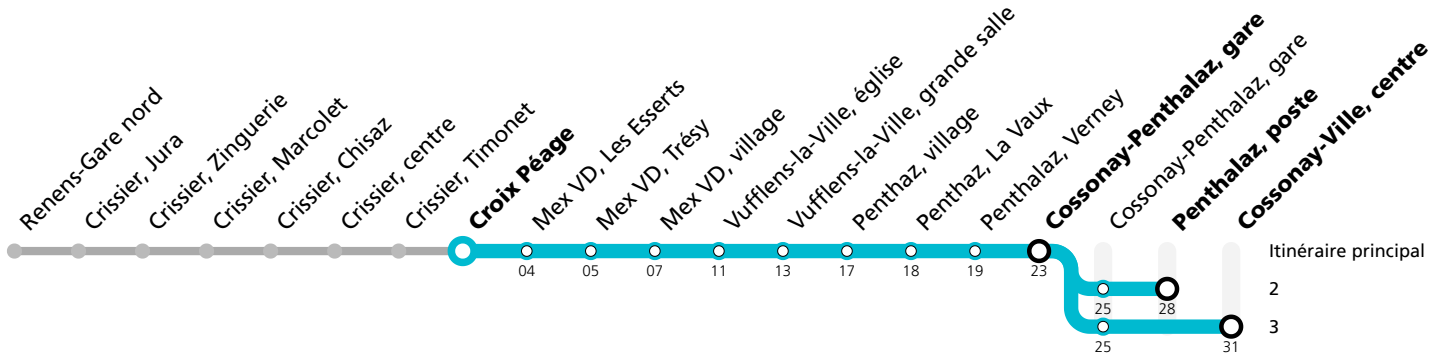 Renens-Gare nord
Crissier, Jura
Crissier, Zinguerie
Crissier, Marcolet
Crissier, Chisaz
Crissier, centre
Crissier, Timonet
Croix Péage
Mex VD, Les Esserts
Mex VD, Trésy
Mex VD, village
Vufflens-la-Ville, église
Vufflens-la-Ville, grande salle
Penthaz, village
Penthaz, La Vaux
Penthalaz, Verney
Cossonay-Penthalaz, gare
Cossonay-Penthalaz, gare
Penthalaz, poste
Cossonay-Ville, centre
Itinéraire principal
04 05 07 11 13 17 18 19 23
2
25 28
3
25 31